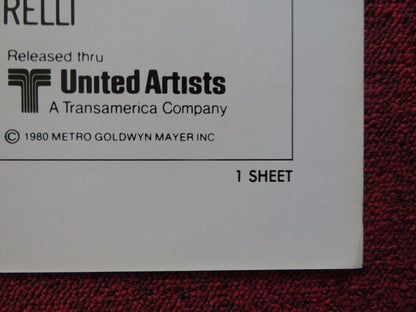 RELLI
Released thru
United Artists
A Transamerica Company
© 1980 METRO GOLDWYN MAYER INC.
1 SHEET